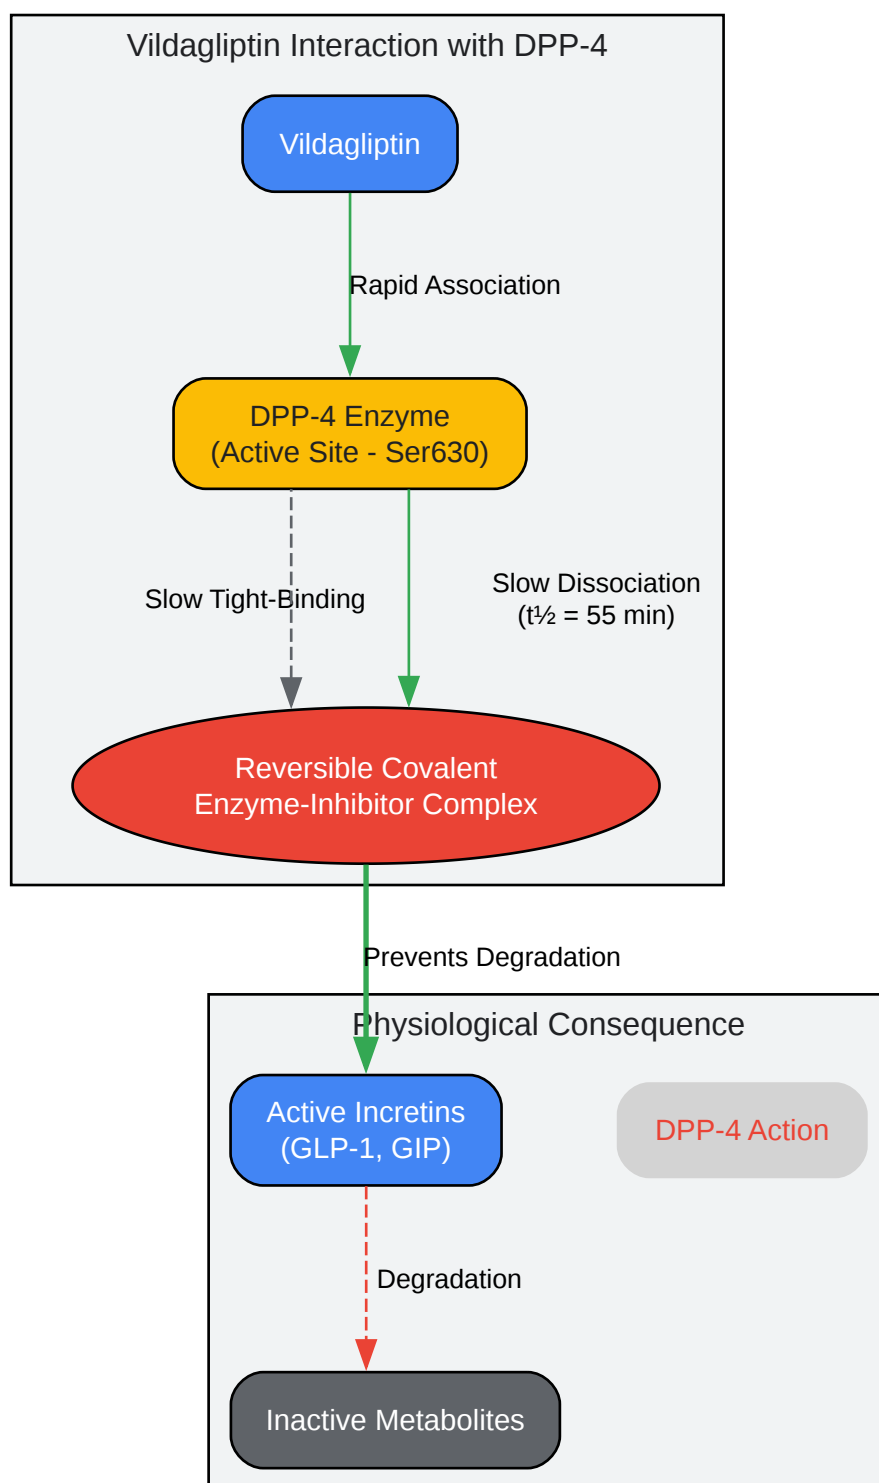 Vildagliptin Interaction with DPP-4
Vildagliptin
Rapid Association
DPP-4 Enzyme
(Active Site - Ser630)
Slow Tight-Binding
Slow Dissociation
(t½ = 55 min)
Reversible Covalent
Enzyme-Inhibitor Complex
Prevents Degradation
Physiological Consequence
Active Incretins
(GLP-1, GIP)
DPP-4 Action
Degradation
Inactive Metabolites